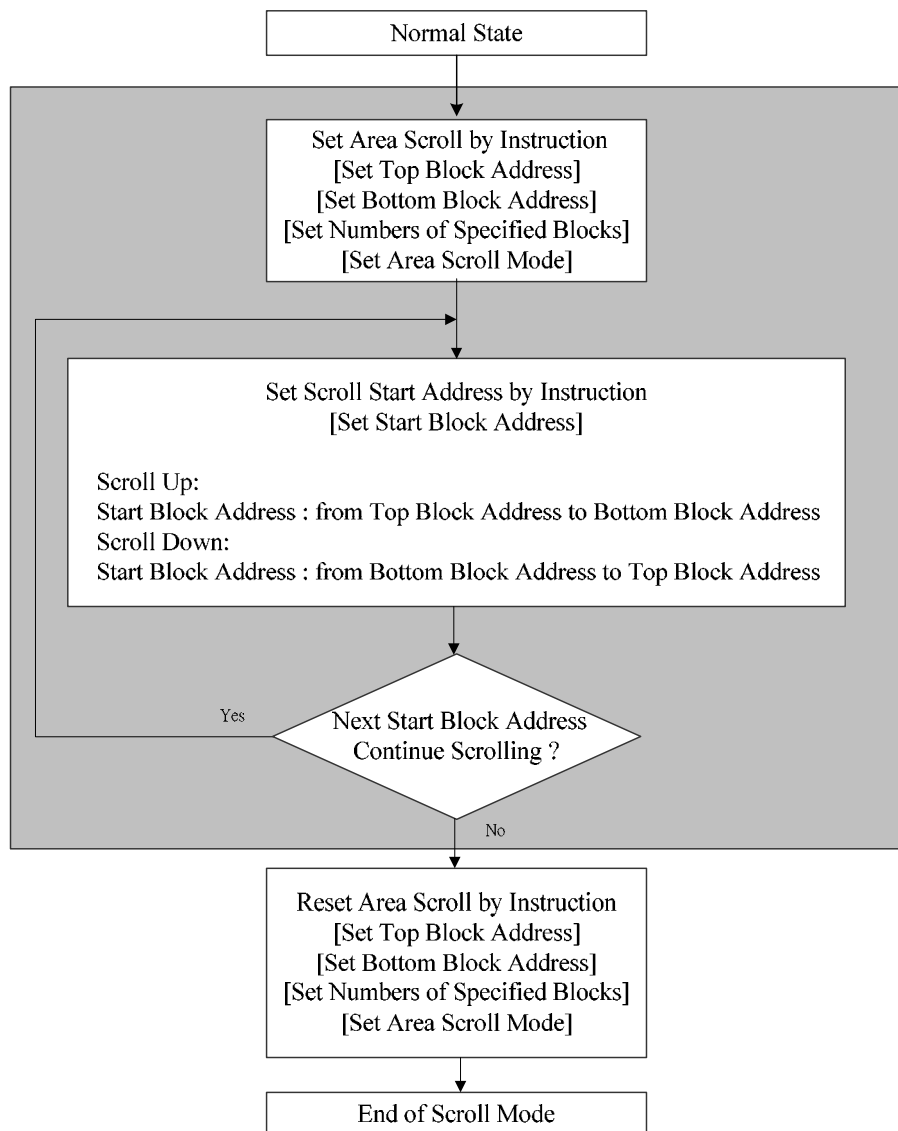 Normal State
Set Area Scroll by Instruction
[Set Top Block Address]
[Set Bottom Block Address]
[Set Numbers of Specified Blocks]
[Set Area Scroll Mode]
Set Scroll Start Address by Instruction
[Set Start Block Address]
Scroll Up:
Start Block Address : from Top Block Address to Bottom Block Address
Scroll Down:
Start Block Address : from Bottom Block Address to Top Block Address
Yes
Next Start Block Address
Continue Scrolling ?
No
Reset Area Scroll by Instruction
[Set Top Block Address]
[Set Bottom Block Address]
[Set Numbers of Specified Blocks]
[Set Area Scroll Mode]
End of Scroll Mode